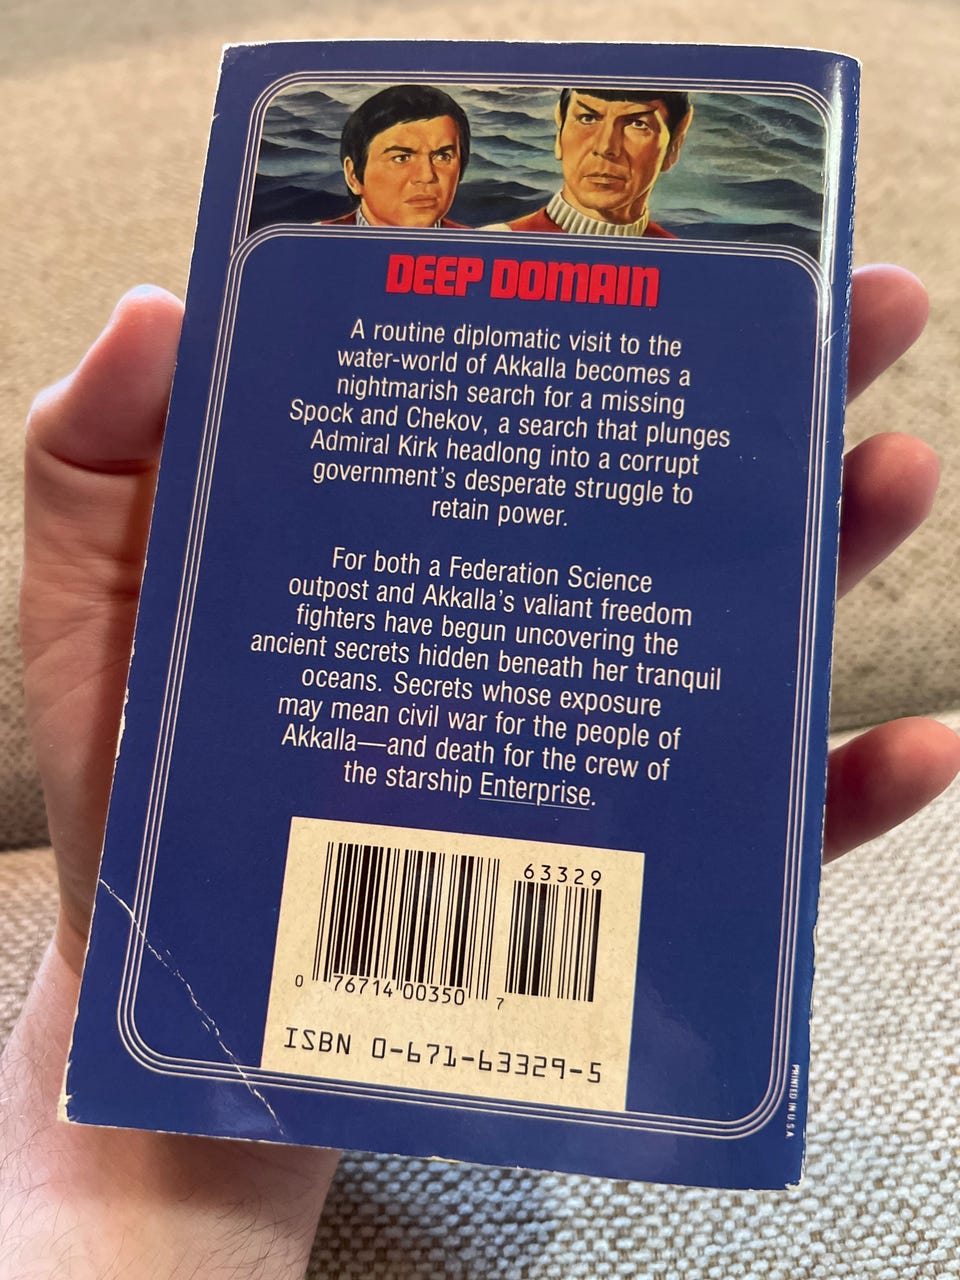 DEEP DOMAIN
A routine diplomatic visit to the
water-world of Akkalla becomes a
nightmarish search for a missing
Spock and Chekov, a search that plunges
Admiral Kirk headlong into a corrupt
government's desperate struggle to
retain power.
For both a Federation Science
outpost and Akkalla's valiant freedom
fighters have begun uncovering the
ancient secrets hidden beneath her tranquil
oceans. Secrets whose exposure
may mean civil war for the people of
Akkalla—and death for the crew of
the starship Enterprise.
63329
0 76714 00350 7
ISBN 0-671-63329-5
PRINTED IN U.S.A.